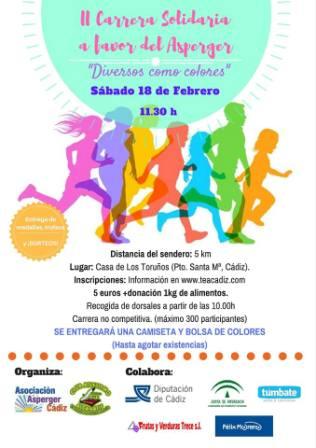 II Carrera Solidaria
a favor del Asperger
"Diversos como colores"
Sábado 18 de Febrero
11.30 h
Entrega de
medallas, trofeos
y ¡SORTEOS!
Distancia del sendero: 5 km
Lugar: Casa de Los Toruños (Pto. Santa Mª, Cádiz).
Inscripciones: Información en www.teacadiz.com
5 euros +donación 1kg de alimentos.
Recogida de dorsales a partir de las 10.00h
Carrera no competitiva. (máximo 300 participantes)
SE ENTREGARÁ UNA CAMISETA Y BOLSA DE COLORES
(Hasta agotar existencias)
Organiza:
Colabora:
Asociación
Asperger
Cádiz
Diputación
de Cádiz
JUNTA DE ANDALUCIA
túmbate
Frutas y Verduras Trece s.l.
Félix Moreno